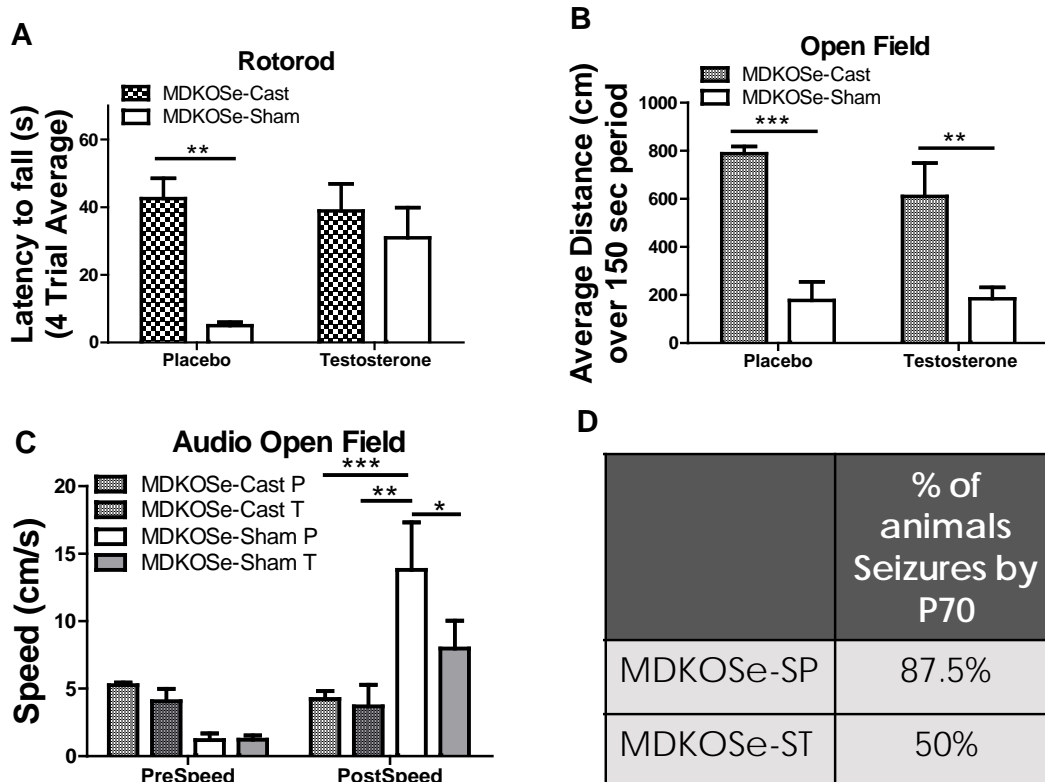 A
Rotorod
MDKOSe-Cast
MDKOSe-Sham
Latency to fall (s)
(4 Trial Average)
60
40
20
0
**
Placebo
Testosterone
B
Open Field
MDKOSe-Cast
MDKOSe-Sham
Average Distance (cm)
over 150 sec period
1000
800
600
400
200
0
***
**
Placebo
Testosterone
C
Audio Open Field
MDKOSe-Cast P
MDKOSe-Cast T
MDKOSe-Sham P
MDKOSe-Sham T
Speed (cm/s)
20
15
10
5
0
***
**
*
PreSpeed
PostSpeed
D
% of
animals
Seizures by
P70
MDKOSe-SP
87.5%
MDKOSe-ST
50%